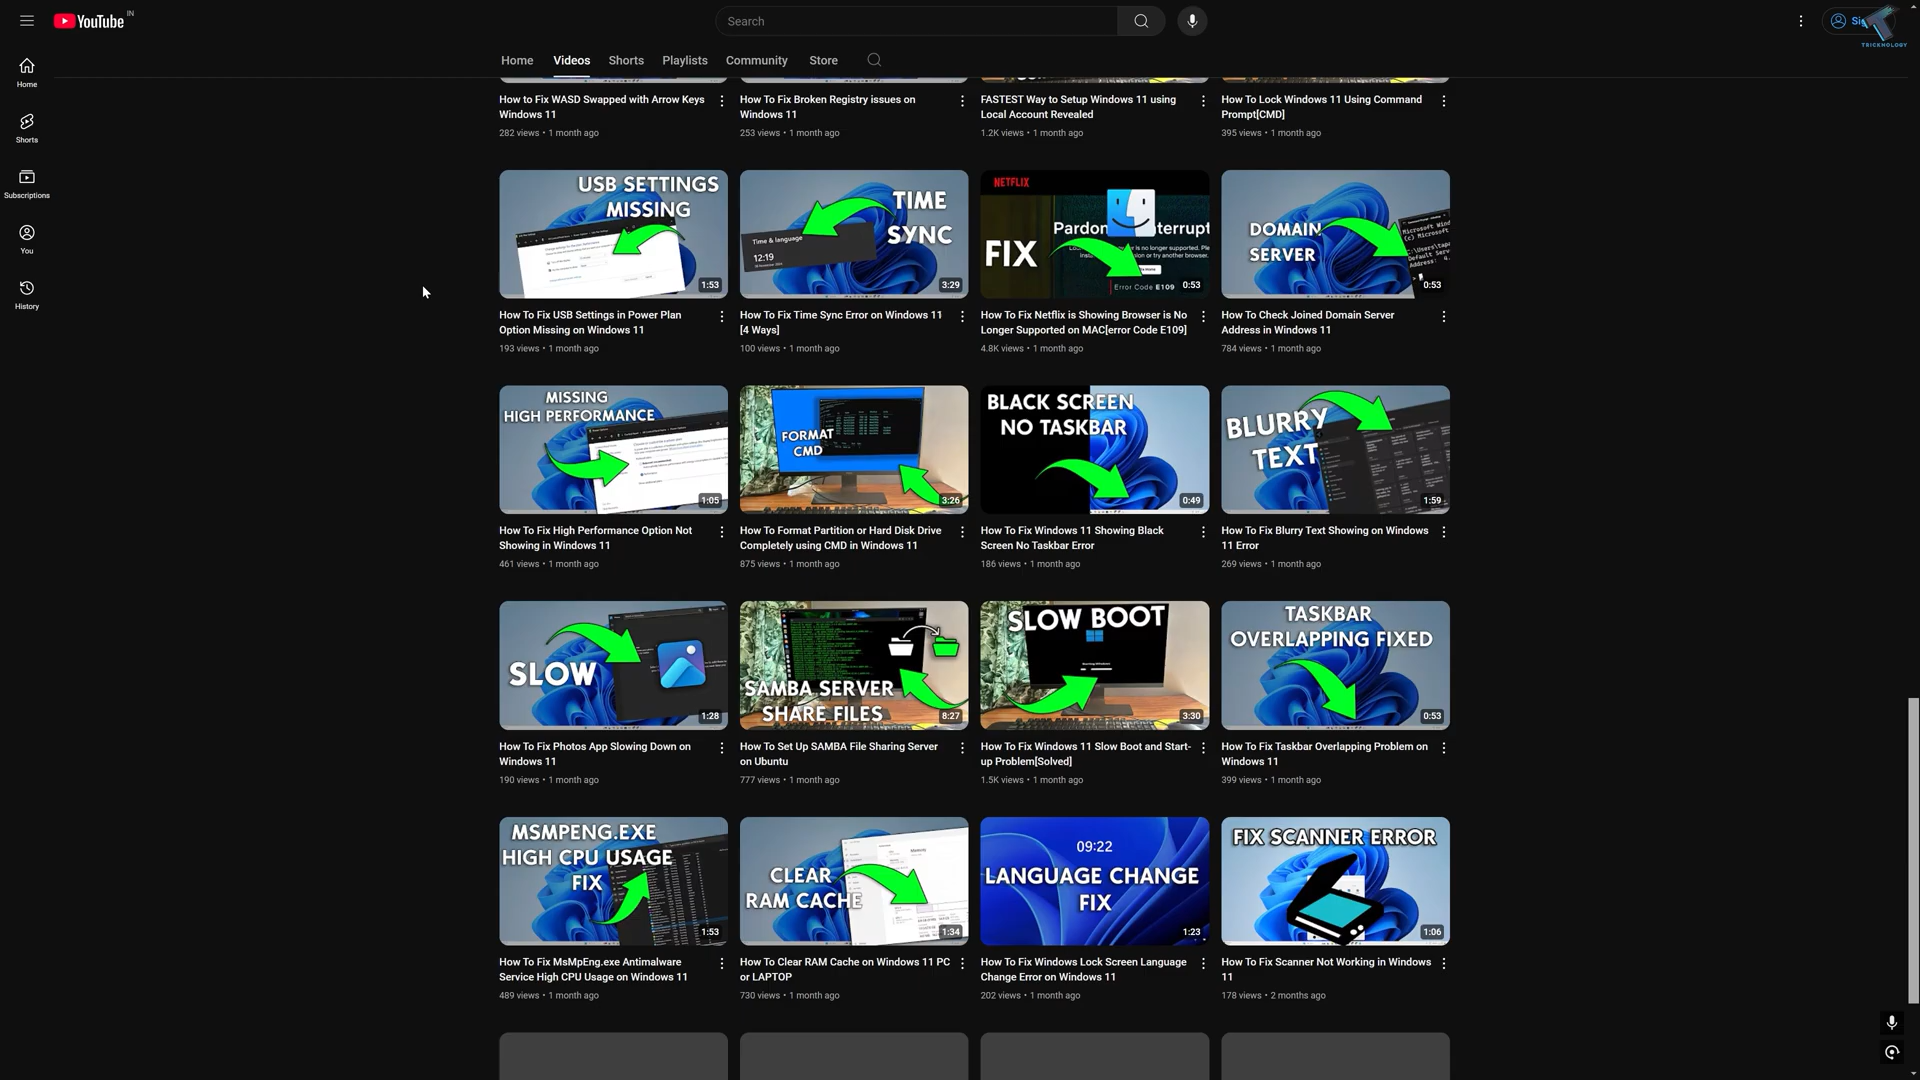 YouTube IN
Search
TRICKNOLOGY
Home
Videos
Shorts
Playlists
Community
Store
Home
Shorts
Subscriptions
You
History
How to Fix WASD Swapped with Arrow Keys
Windows 11
282 views • 1 month ago
How To Fix Broken Registry issues on
Windows 11
253 views • 1 month ago
FASTEST Way to Setup Windows 11 using
Local Account Revealed
1.2K views • 1 month ago
How To Lock Windows 11 Using Command
Prompt[CMD]
395 views • 1 month ago
USB SETTINGS
MISSING
1:53
How To Fix USB Settings in Power Plan
Option Missing on Windows 11
193 views • 1 month ago
TIME
SYNC
Time & language
12:19
3:29
How To Fix Time Sync Error on Windows 11
[4 Ways]
100 views • 1 month ago
NETFLIX
FIX
Error Code E109
0:53
How To Fix Netflix is Showing Browser is No
Longer Supported on MAC[error Code E109]
4.8K views • 1 month ago
DOMAIN
SERVER
0:53
How To Check Joined Domain Server
Address in Windows 11
784 views • 1 month ago
MISSING
HIGH PERFORMANCE
1:05
How To Fix High Performance Option Not
Showing in Windows 11
461 views • 1 month ago
FORMAT
CMD
3:26
How To Format Partition or Hard Disk Drive
Completely using CMD in Windows 11
875 views • 1 month ago
BLACK SCREEN
NO TASKBAR
0:49
How To Fix Windows 11 Showing Black
Screen No Taskbar Error
186 views • 1 month ago
BLURRY
TEXT
1:59
How To Fix Blurry Text Showing on Windows
11 Error
269 views • 1 month ago
SLOW
1:28
How To Fix Photos App Slowing Down on
Windows 11
190 views • 1 month ago
SAMBA SERVER
SHARE FILES
8:27
How To Set Up SAMBA File Sharing Server
on Ubuntu
777 views • 1 month ago
SLOW BOOT
3:30
How To Fix Windows 11 Slow Boot and Start-
up Problem[Solved]
1.5K views • 1 month ago
TASKBAR
OVERLAPPING FIXED
0:53
How To Fix Taskbar Overlapping Problem on
Windows 11
399 views • 1 month ago
MSMPENG.EXE
HIGH CPU USAGE
FIX
1:53
How To Fix MsMpEng.exe Antimalware
Service High CPU Usage on Windows 11
489 views • 1 month ago
CLEAR
RAM CACHE
1:34
How To Clear RAM Cache on Windows 11 PC
or LAPTOP
730 views • 1 month ago
09:22
LANGUAGE CHANGE
FIX
1:23
How To Fix Windows Lock Screen Language
Change Error on Windows 11
202 views • 1 month ago
FIX SCANNER ERROR
1:06
How To Fix Scanner Not Working in Windows
11
178 views • 2 months ago